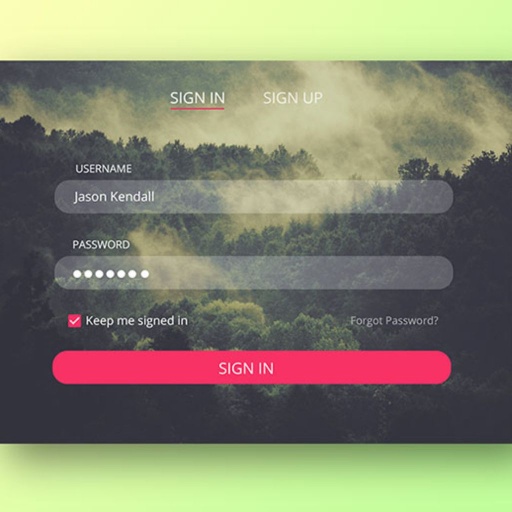 SIGN IN SIGN UP
USERNAME
Jason Kendall
PASSWORD
Keep me signed in Forgot Password?
SIGN IN